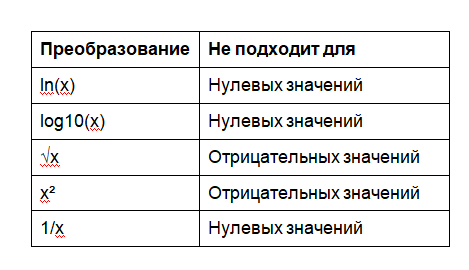 Преобразование Не подходит для
ln(x) Нулевых значений
log10(x) Нулевых значений
√x Отрицательных значений
x² Отрицательных значений
1/x Нулевых значений